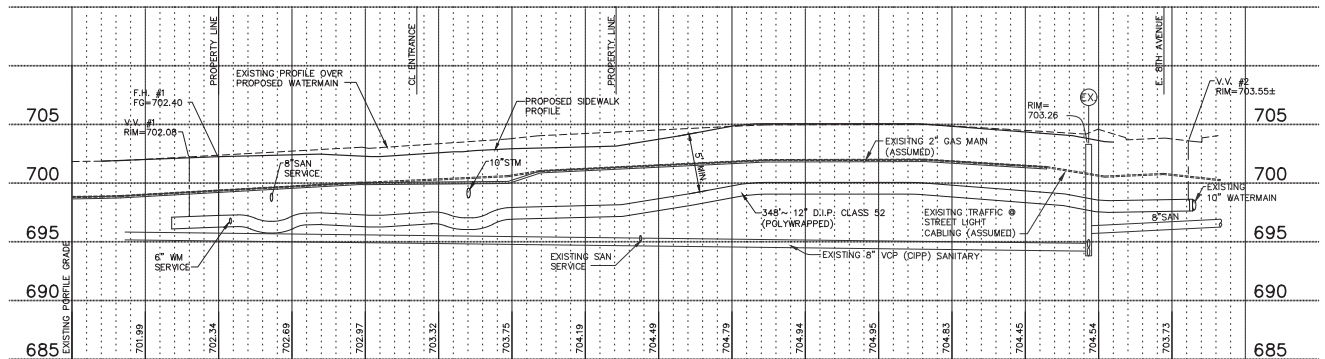 PROPERTY LINE
CL ENTRANCE
PROPERTY LINE
E. 8TH AVENUE
EXISTING PROFILE OVER
PROPOSED WATERMAIN
F.H. #1
FG=702.40
V.V. #1
RIM=702.08
PROPOSED SIDEWALK
PROFILE
RIM=
703.26
EX
V.V. #2
RIM=703.55±
705
705
8"SAN
SERVICE
10"STM
5' MIN
EXISITNG 2" GAS MAIN
(ASSUMED)
700
700
EXISTING
10" WATERMAIN
348'~ 12" D.I.P. CLASS 52
(POLYWRAPPED)
EXISITNG TRAFFIC @
STREET LIGHT
CABLING (ASSUMED)
8"SAN
695
695
6" WM
SERVICE
EXISTING SAN
SERVICE
EXISTING 8" VCP (CIPP) SANITARY
690
690
685
685
EXISTING PORFILE GRADE
701.99
702.34
702.69
702.97
703.32
703.75
704.19
704.49
704.79
704.94
704.95
704.83
704.45
704.54
703.73